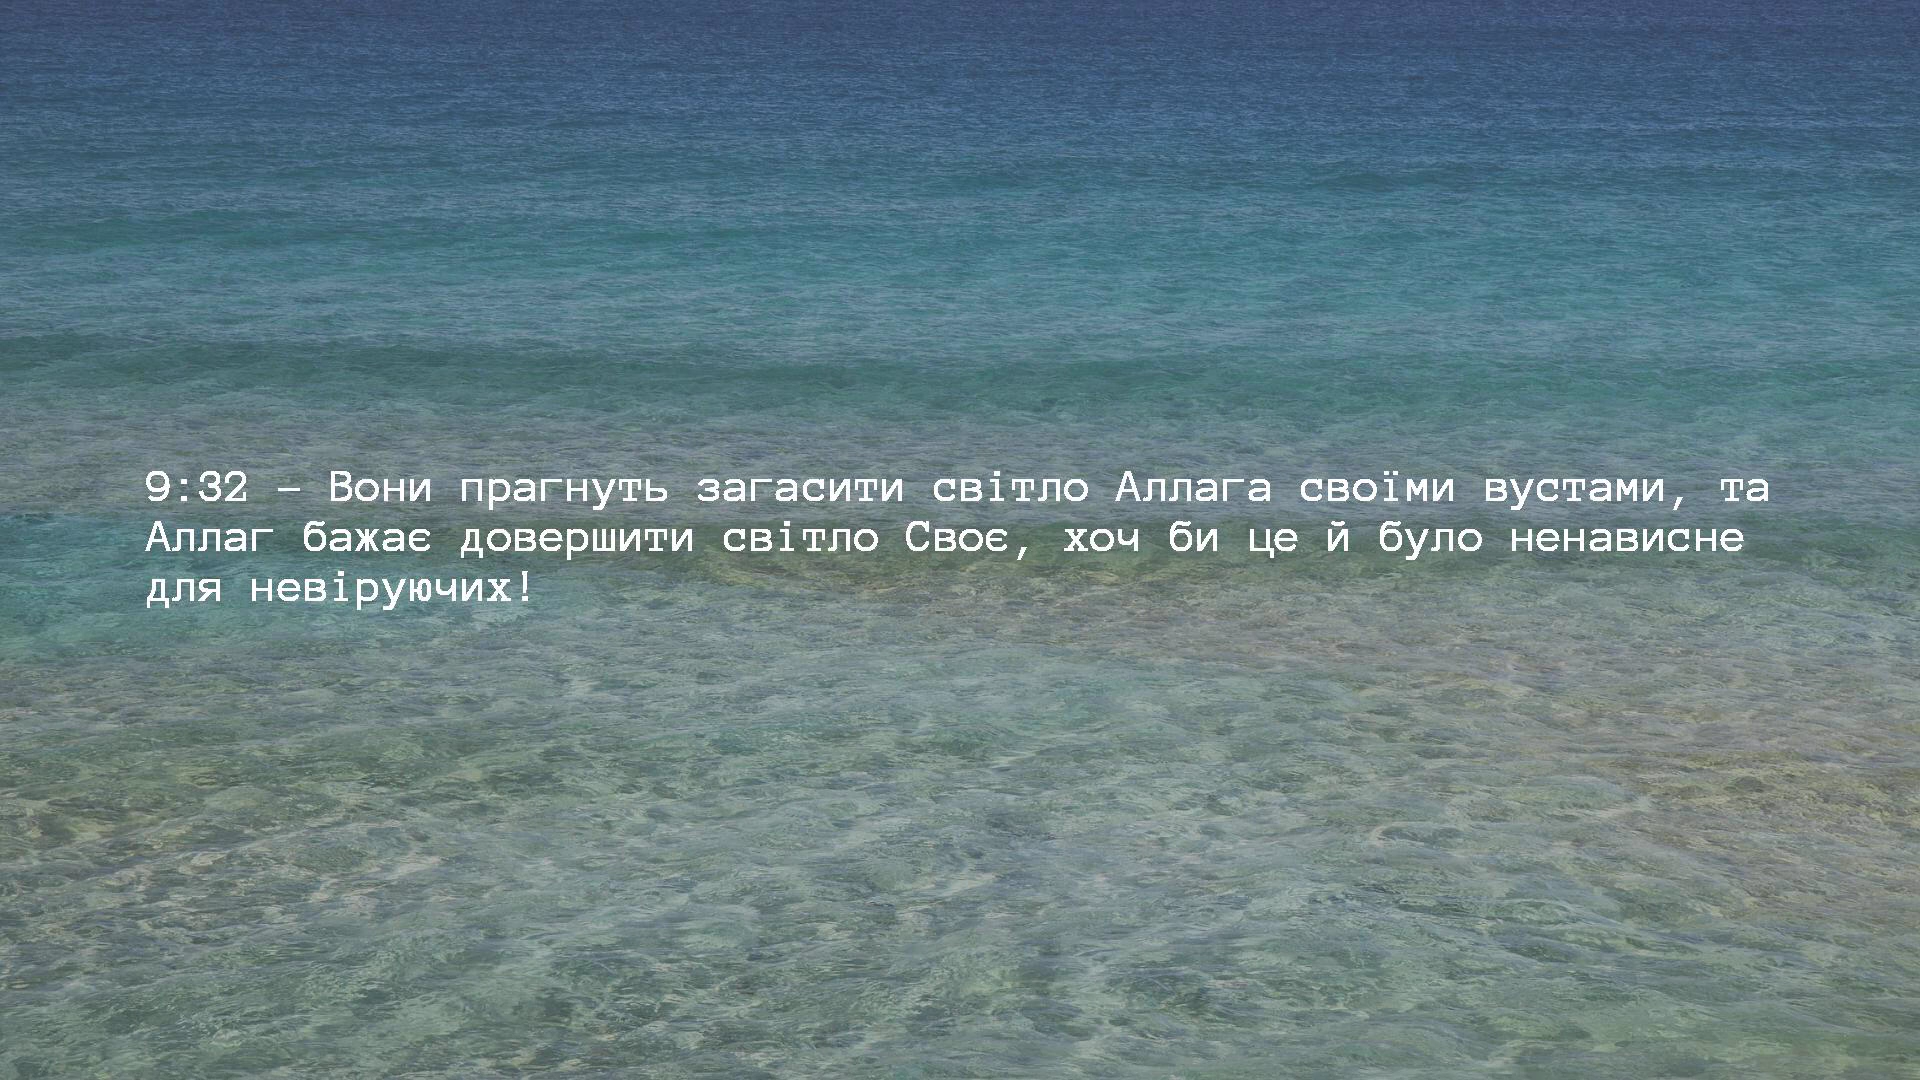 9:32 – Вони прагнуть загасити світло Аллага своїми вустами, та
Аллаг бажає довершити світло Своє, хоч би це й було ненависне
для невіруючих!